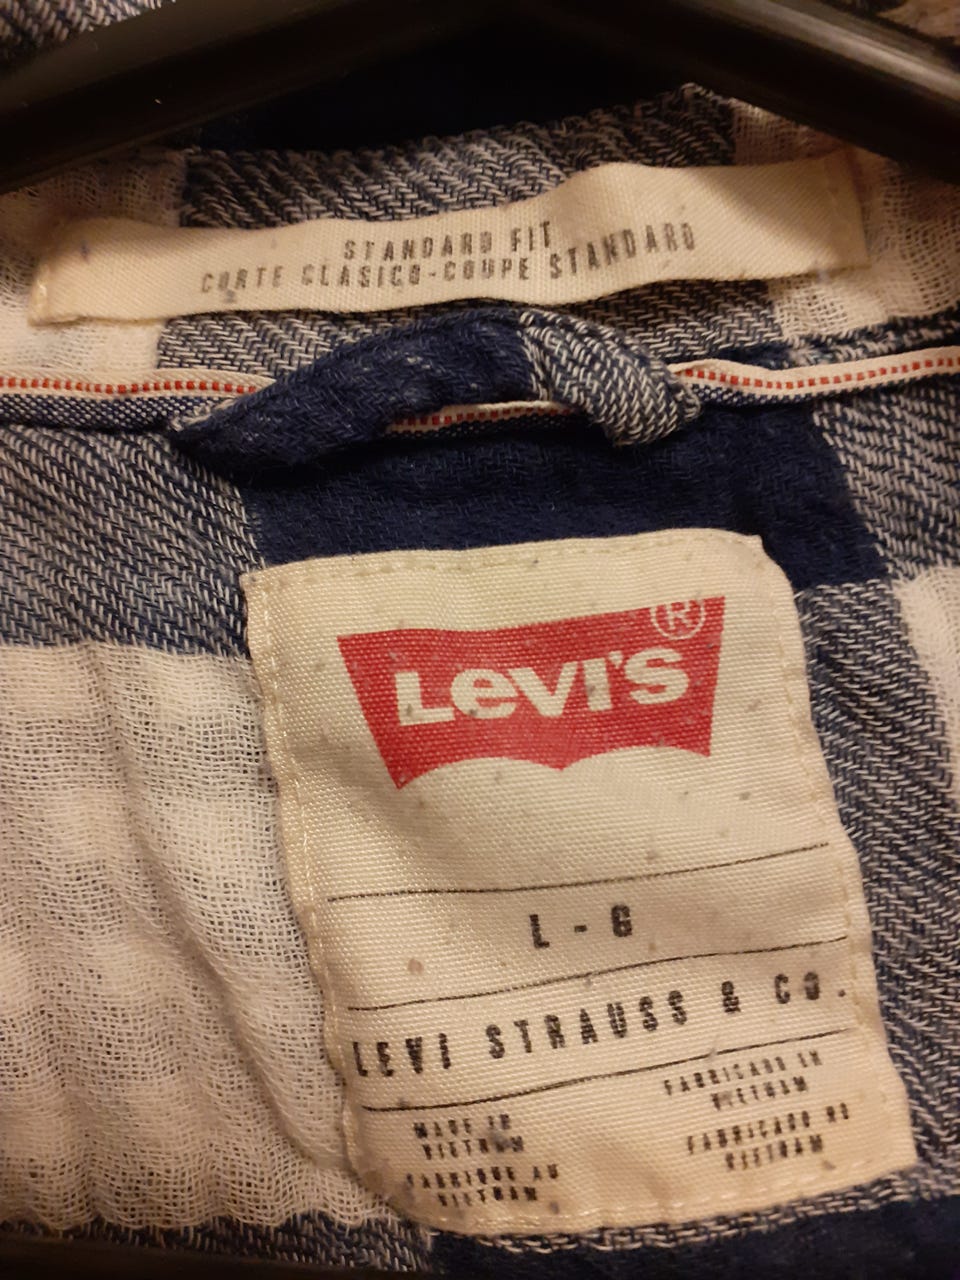 STANDARD FIT
CORTE CLASICO-COUPE STANDARD
LEVI'S®
L - G
LEVI STRAUSS & CO.
MADE IN
VIETNAM
FABRIQUE AU
VIETNAM
FABRICADO EN
VIETNAM
FABRICADO NO
VIETNAM